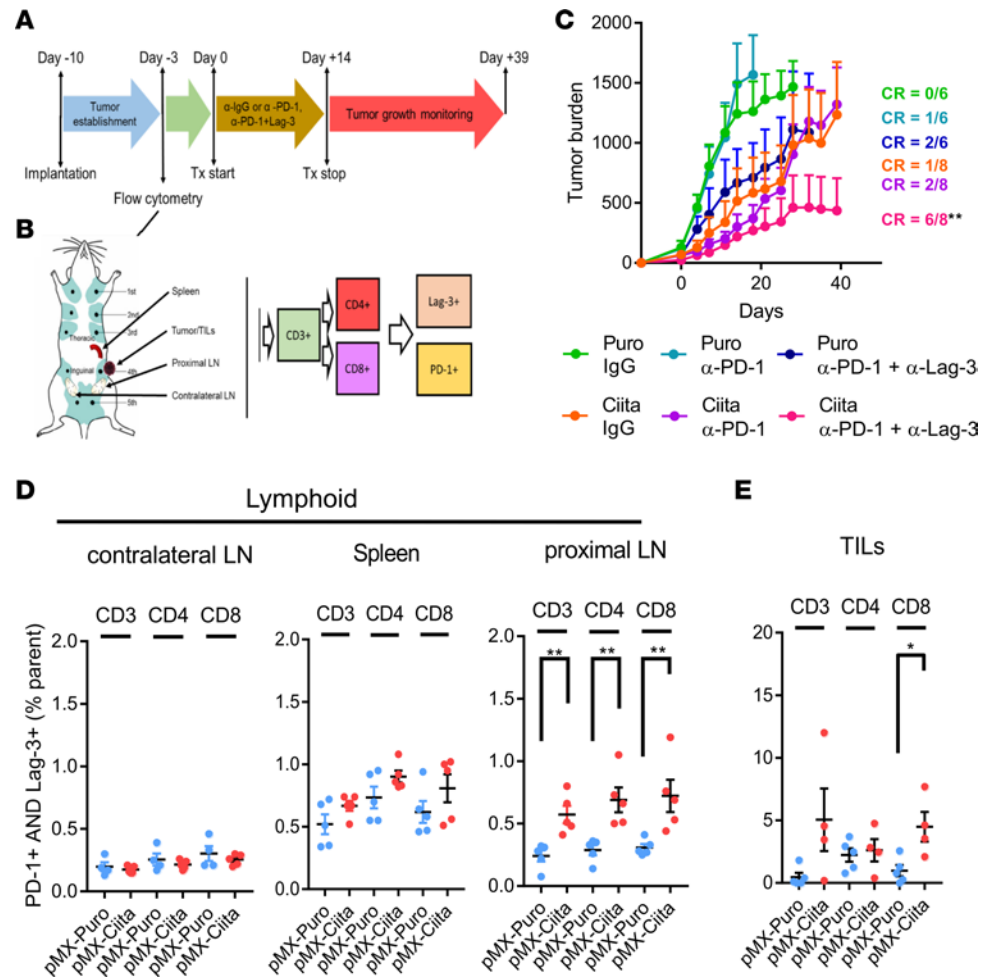 A
Day -10
Day -3
Day 0
Day +14
Day +39
Tumor
establishment
α-IgG or α -PD-1,
α-PD-1+Lag-3
Tumor growth monitoring
Implantation
Tx start
Tx stop
Flow cytometry
B
1st
2nd
3rd
Thoracic
Inguinal
4th
5th
Spleen
Tumor/TILs
Proximal LN
Contralateral LN
CD3+
CD4+
CD8+
Lag-3+
PD-1+
C
Tumor burden
2000
1500
1000
500
0
0
20
40
Days
CR = 0/6
CR = 1/6
CR = 2/6
CR = 1/8
CR = 2/8
CR = 6/8**
Puro
IgG
Puro
α-PD-1
Puro
α-PD-1 + α-Lag-3
Ciita
IgG
Ciita
α-PD-1
Ciita
α-PD-1 + α-Lag-3
D
Lymphoid
contralateral LN
Spleen
proximal LN
PD-1+ AND Lag-3+ (% parent)
CD3 CD4 CD8
2.0
1.5
1.0
0.5
0.0
pMX-Puro
pMX-Ciita
pMX-Puro
pMX-Ciita
pMX-Puro
pMX-Ciita
CD3 CD4 CD8
2.0
1.5
1.0
0.5
0.0
pMX-Puro
pMX-Ciita
pMX-Puro
pMX-Ciita
pMX-Puro
pMX-Ciita
CD3 CD4 CD8
** ** **
2.0
1.5
1.0
0.5
0.0
pMX-Puro
pMX-Ciita
pMX-Puro
pMX-Ciita
pMX-Puro
pMX-Ciita
E
TILs
CD3 CD4 CD8
*
20
15
10
5
0
pMX-Puro
pMX-Ciita
pMX-Puro
pMX-Ciita
pMX-Puro
pMX-Ciita